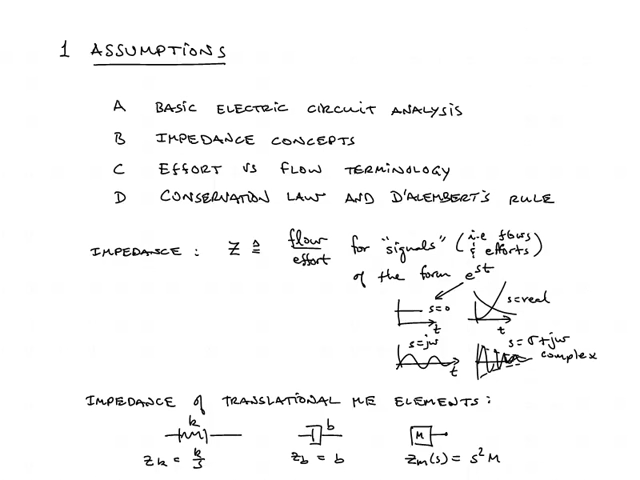 1 ASSUMPTIONS
A BASIC ELECTRIC CIRCUIT ANALYSIS
B IMPEDANCE CONCEPTS
C EFFORT VS FLOW TERMINOLOGY
D CONSERVATION LAW AND D'ALEMBERT'S RULE
IMPEDANCE : Z ≜ flow/effort for "signals" (i.e flows & efforts)
of the form e^st
s=0 t
s=real t
s=jω t
s=σ+jω complex
IMPEDANCE of TRANSLATIONAL ME ELEMENTS :
k b M
Zk = k/s Zb = b Zm(s) = s²M